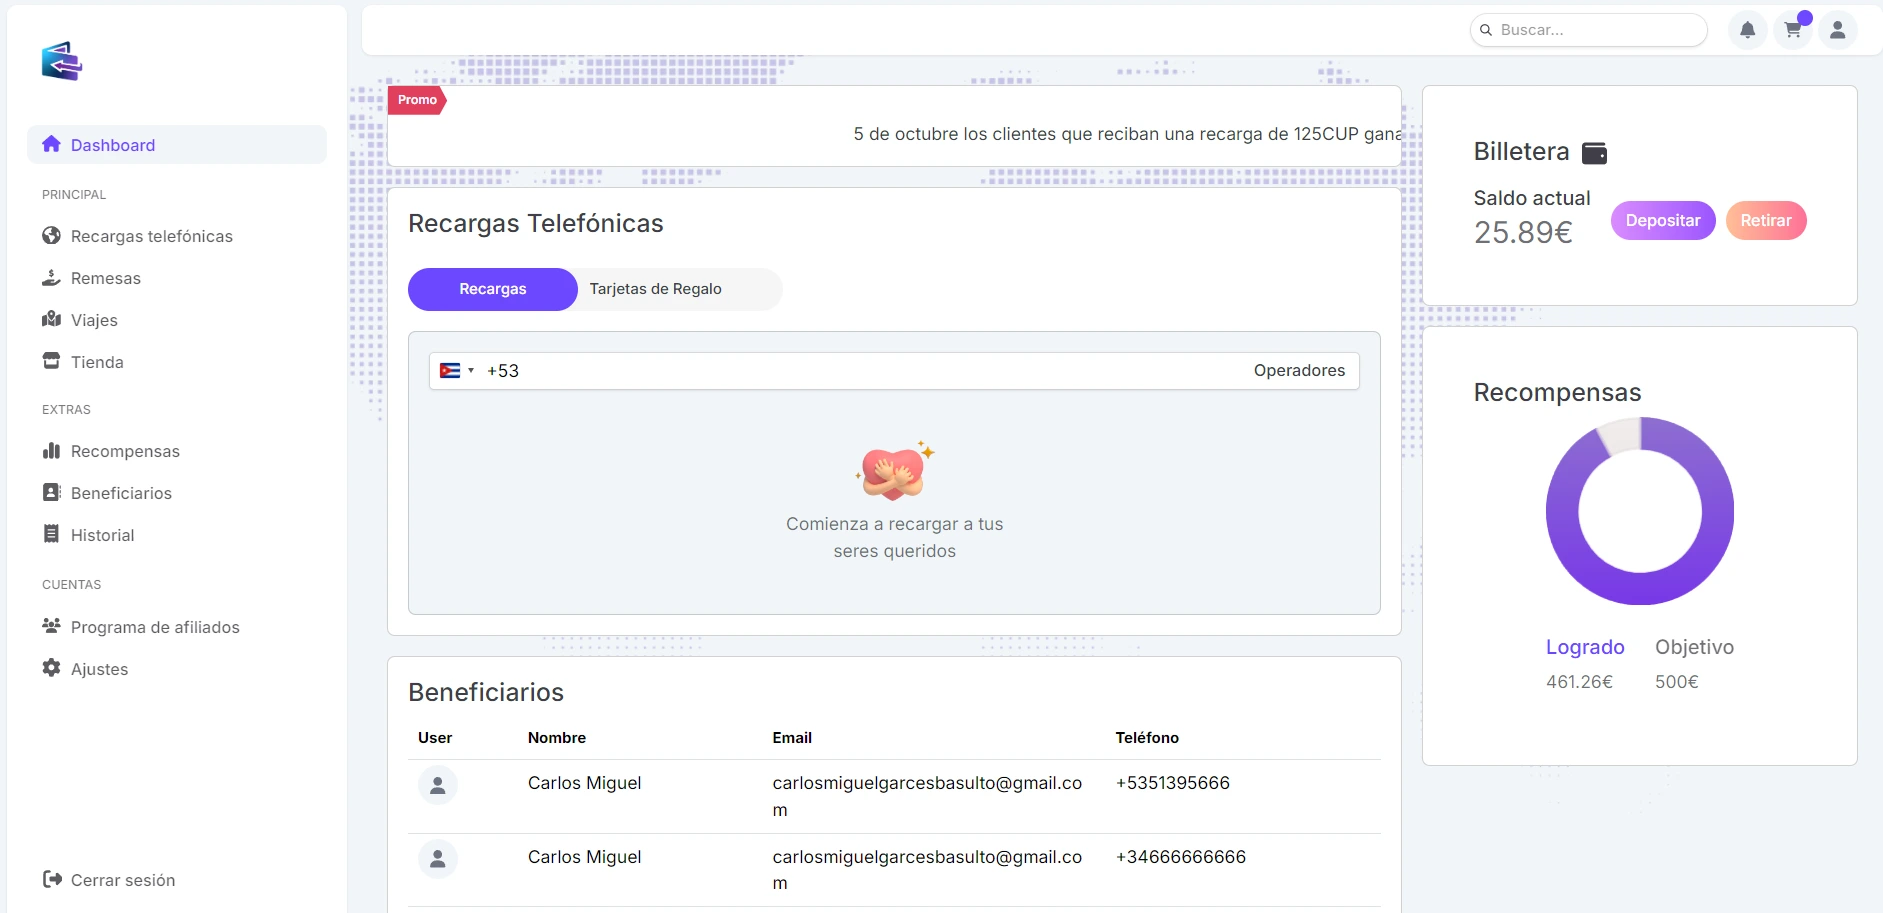 Buscar...
Dashboard
PRINCIPAL
Recargas telefónicas
Remesas
Viajes
Tienda
EXTRAS
Recompensas
Beneficiarios
Historial
CUENTAS
Programa de afiliados
Ajustes
Cerrar sesión
Promo
5 de octubre los clientes que reciban una recarga de 125CUP gana
Recargas Telefónicas
Recargas
Tarjetas de Regalo
+53
Operadores
Comienza a recargar a tus
seres queridos
Beneficiarios
User Nombre Email Teléfono
Carlos Miguel carlosmiguelgarcesbasulto@gmail.co +5351395666
m
Carlos Miguel carlosmiguelgarcesbasulto@gmail.co +34666666666
m
Billetera
Saldo actual
25.89€
Depositar
Retirar
Recompensas
Logrado Objetivo
461.26€ 500€